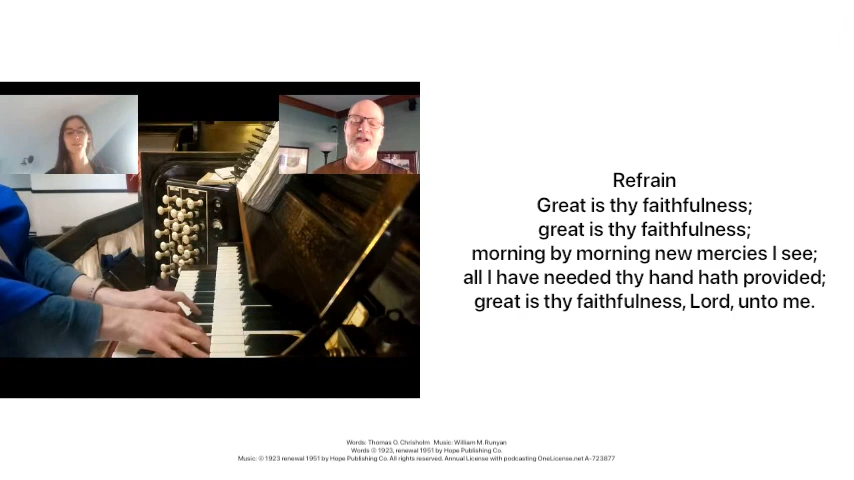 Refrain
Great is thy faithfulness;
great is thy faithfulness;
morning by morning new mercies I see;
all I have needed thy hand hath provided;
great is thy faithfulness, Lord, unto me.
Words: Thomas O. Chrisholm Music: William M. Runyan
Words © 1923, renewal 1951 by Hope Publishing Co.
Music: © 1923 renewal 1951 by Hope Publishing Co. All rights reserved. Annual License with podcasting OneLicense.net A-723877